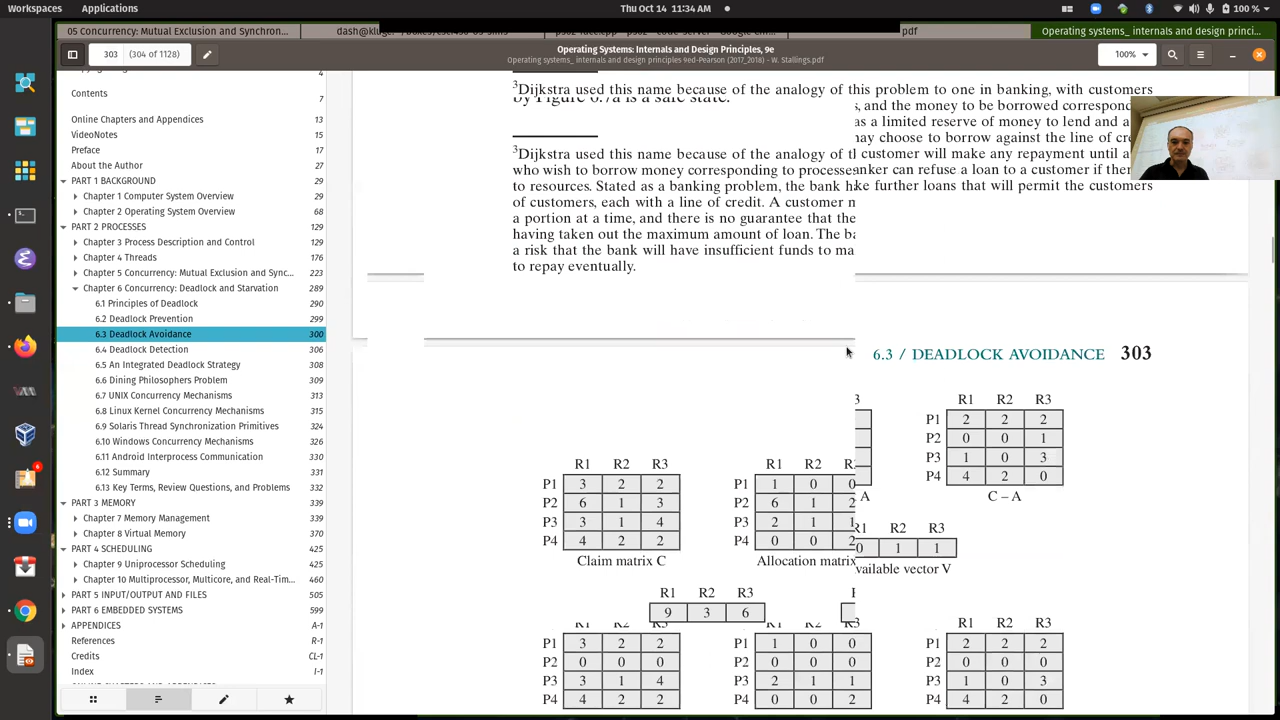 Workspaces Applications Thu Oct 14 11:34 AM 100 %
05 Concurrency: Mutual Exclusion and Synchron... pdf Operating systems_ internals and design princi...
303 (304 of 1128) Operating Systems: Internals and Design Principles, 9e 100%
Operating systems_ internals and design principles 9ed-Pearson (2017_2018) - W. Stallings.pdf
4
Contents 7
Online Chapters and Appendices 13
VideoNotes 15
Preface 17
About the Author 27
PART 1 BACKGROUND 29
Chapter 1 Computer System Overview 29
Chapter 2 Operating System Overview 68
PART 2 PROCESSES 129
Chapter 3 Process Description and Control 129
Chapter 4 Threads 176
Chapter 5 Concurrency: Mutual Exclusion and Sync... 223
Chapter 6 Concurrency: Deadlock and Starvation 289
6.1 Principles of Deadlock 290
6.2 Deadlock Prevention 299
6.3 Deadlock Avoidance 300
6.4 Deadlock Detection 306
6.5 An Integrated Deadlock Strategy 308
6.6 Dining Philosophers Problem 309
6.7 UNIX Concurrency Mechanisms 313
6.8 Linux Kernel Concurrency Mechanisms 315
6.9 Solaris Thread Synchronization Primitives 324
6.10 Windows Concurrency Mechanisms 326
6.11 Android Interprocess Communication 330
6.12 Summary 331
6.13 Key Terms, Review Questions, and Problems 332
PART 3 MEMORY 339
Chapter 7 Memory Management 339
Chapter 8 Virtual Memory 370
PART 4 SCHEDULING 425
Chapter 9 Uniprocessor Scheduling 425
Chapter 10 Multiprocessor, Multicore, and Real-Tim... 460
PART 5 INPUT/OUTPUT AND FILES 505
PART 6 EMBEDDED SYSTEMS 599
APPENDICES A-1
References R-1
Credits CL-1
Index I-1
3Dijkstra used this name because of the analogy of this problem to one in banking, with customers
by Figure 6.7a is a safe state.
s, and the money to be borrowed correspond
as a limited reserve of money to lend and a
may choose to borrow against the line of cre
customer will make any repayment until a
anker can refuse a loan to a customer if ther
ke further loans that will permit the customers
3Dijkstra used this name because of the analogy of t
who wish to borrow money corresponding to processes
to resources. Stated as a banking problem, the bank h
of customers, each with a line of credit. A customer m
a portion at a time, and there is no guarantee that the
having taken out the maximum amount of loan. The ba
a risk that the bank will have insufficient funds to ma
to repay eventually.
6.3 / DEADLOCK AVOIDANCE 303
R1 R2 R3
P1 2 2 2
P2 0 0 1
P3 1 0 3
P4 4 2 0
A C – A
R1 R2 R3
0 1 1
vailable vector V
R1 R2 R3 R1 R2 R3
P1 3 2 2 P1 1 0 0
P2 6 1 3 P2 6 1 2
P3 3 1 4 P3 2 1 1
P4 4 2 2 P4 0 0 2
Claim matrix C Allocation matrix
R1 R2 R3
9 3 6
R1 R2 R3 R1 R2 R3 R1 R2 R3
P1 3 2 2 P1 1 0 0 P1 2 2 2
P2 0 0 0 P2 0 0 0 P2 0 0 0
P3 3 1 4 P3 2 1 1 P3 1 0 3
P4 4 2 2 P4 0 0 2 P4 4 2 0
6